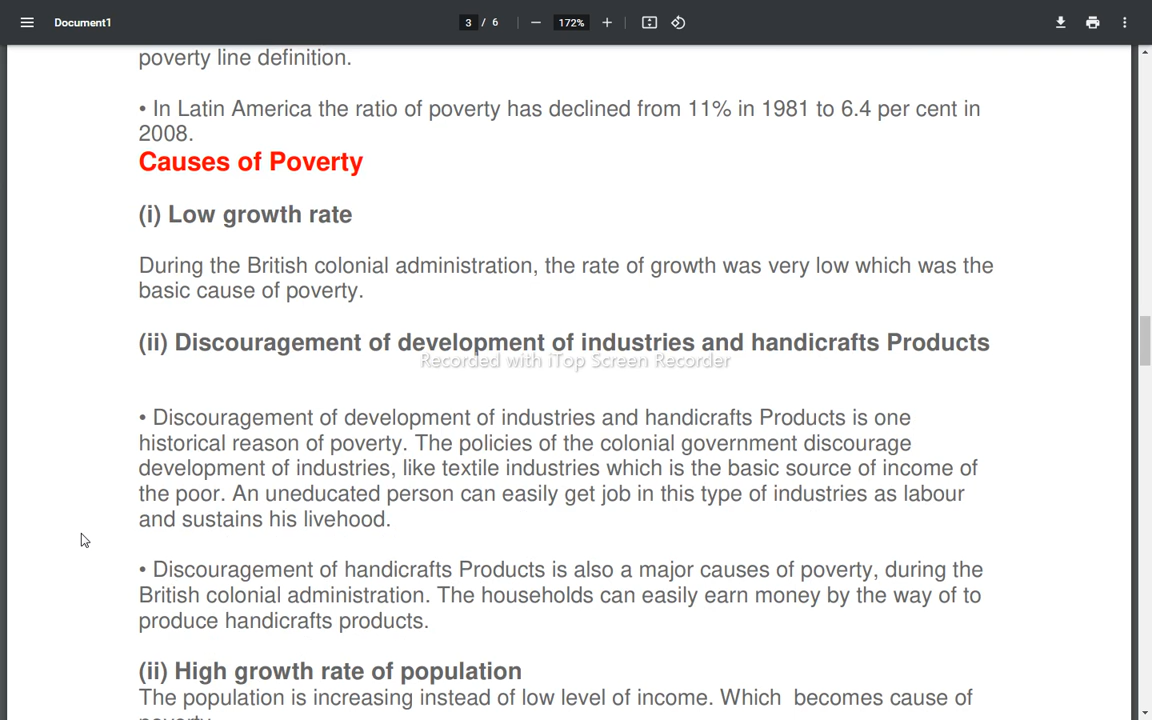 Document1
3 / 6
172%
poverty line definition.
• In Latin America the ratio of poverty has declined from 11% in 1981 to 6.4 per cent in
2008.
Causes of Poverty
(i) Low growth rate
During the British colonial administration, the rate of growth was very low which was the
basic cause of poverty.
(ii) Discouragement of development of industries and handicrafts Products
Recorded with iTop Screen Recorder
• Discouragement of development of industries and handicrafts Products is one
historical reason of poverty. The policies of the colonial government discourage
development of industries, like textile industries which is the basic source of income of
the poor. An uneducated person can easily get job in this type of industries as labour
and sustains his livehood.
• Discouragement of handicrafts Products is also a major causes of poverty, during the
British colonial administration. The households can easily earn money by the way of to
produce handicrafts products.
(ii) High growth rate of population
The population is increasing instead of low level of income. Which  becomes cause of
poverty